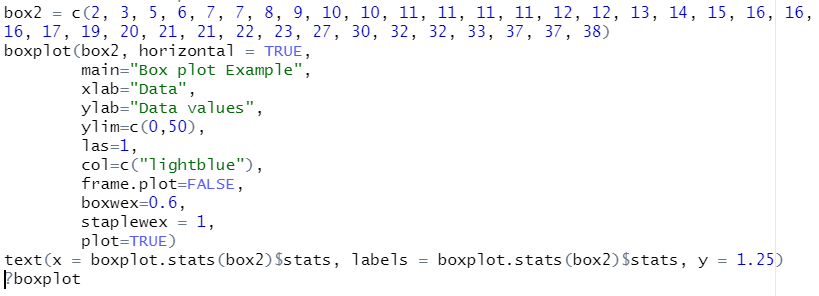 box2 = c(2, 3, 5, 6, 7, 7, 8, 9, 10, 10, 11, 11, 11, 11, 12, 12, 13, 14, 15, 16, 16,
16, 17, 19, 20, 21, 21, 22, 23, 27, 30, 32, 32, 33, 37, 37, 38)
boxplot(box2, horizontal = TRUE,
main="Box plot Example",
xlab="Data",
ylab="Data values",
ylim=c(0,50),
las=1,
col=c("lightblue"),
frame.plot=FALSE,
boxwex=0.6,
staplewex = 1,
plot=TRUE)
text(x = boxplot.stats(box2)$stats, labels = boxplot.stats(box2)$stats, y = 1.25)
?boxplot